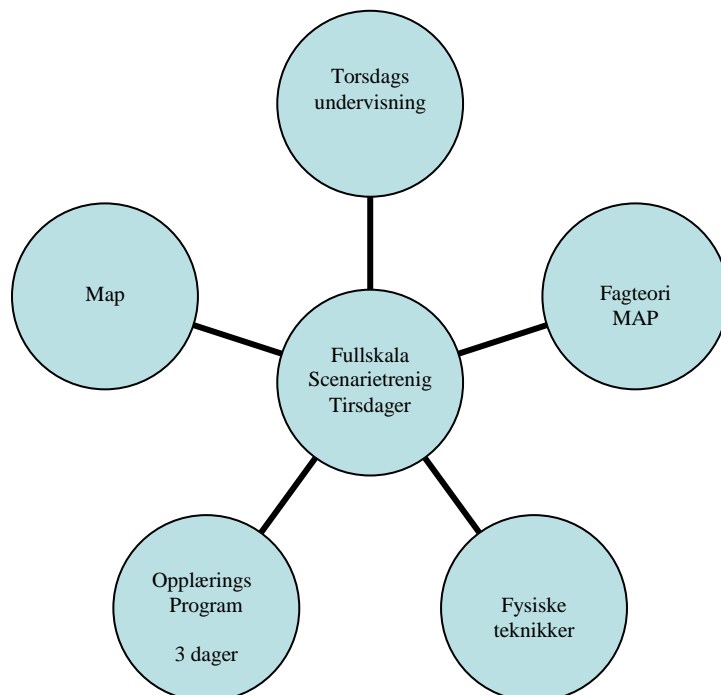 Torsdags
undervisning
Map
Fagteori
MAP
Fullskala
Scenarietrenig
Tirsdager
Opplærings
Program
3 dager
Fysiske
teknikker